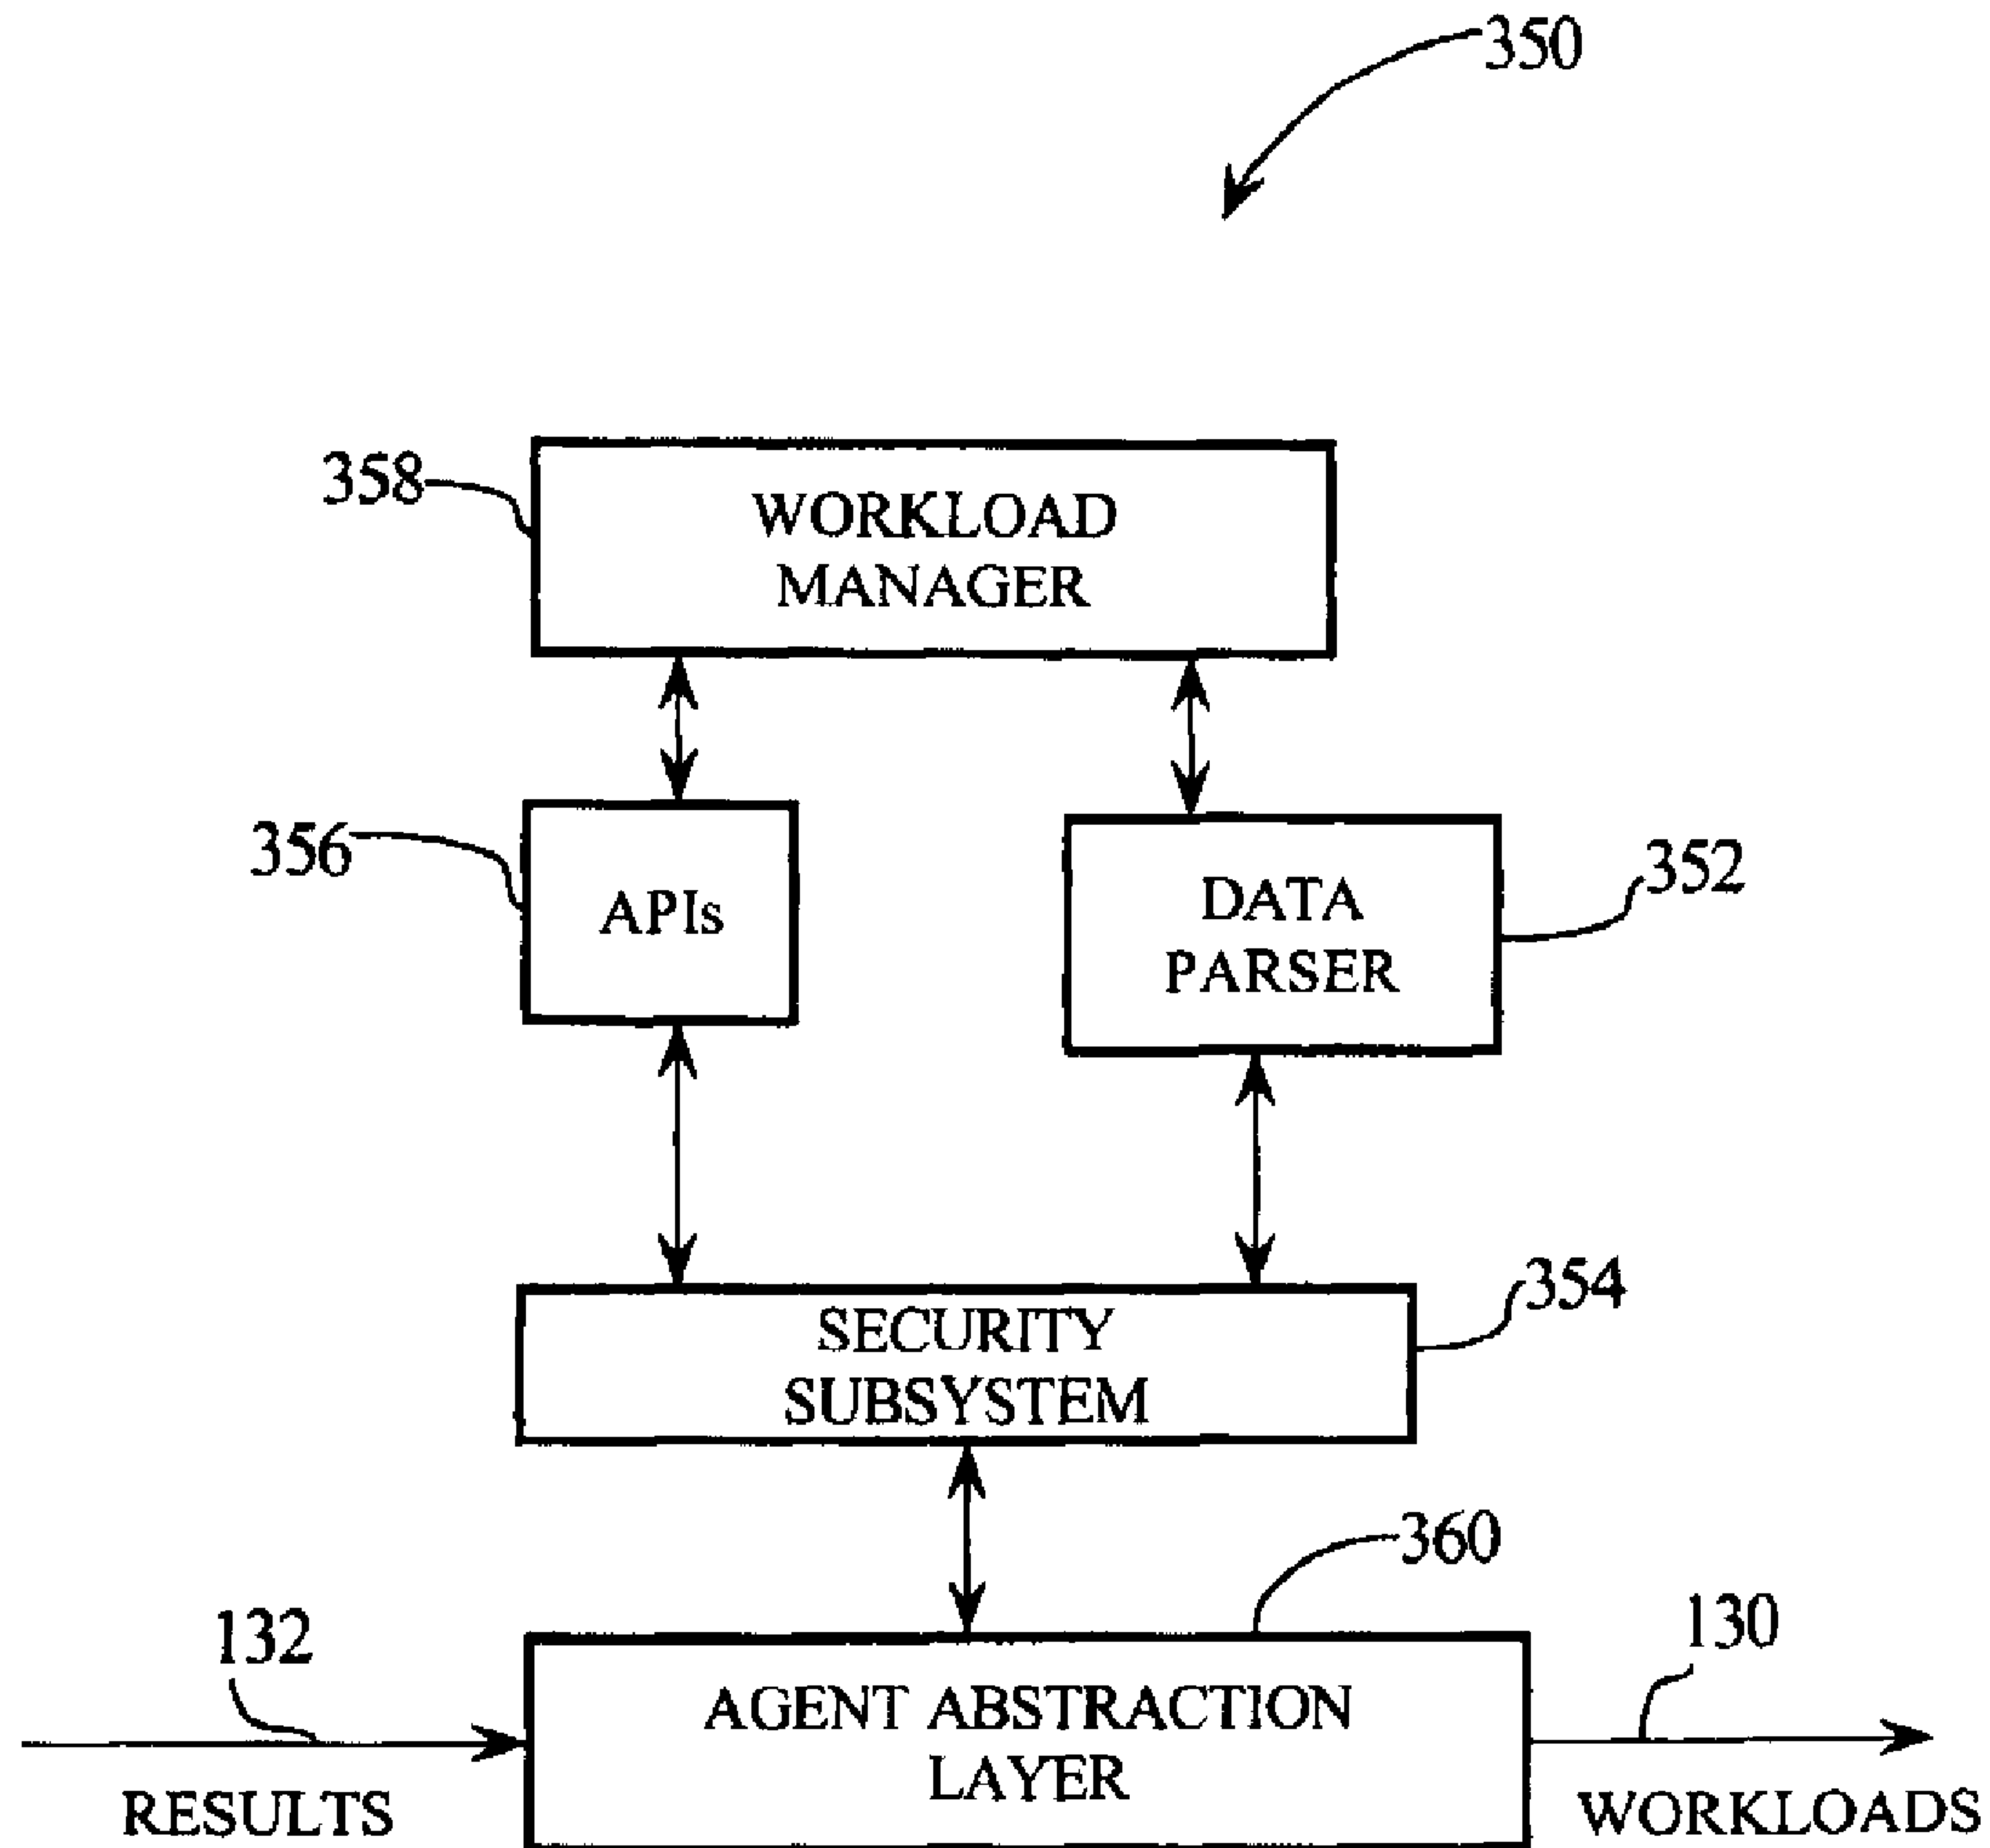 350
358
WORKLOAD
MANAGER
356
APIs
DATA
PARSER
352
SECURITY
SUBSYSTEM
354
360
132
130
AGENT ABSTRACTION
LAYER
RESULTS
WORKLOADS